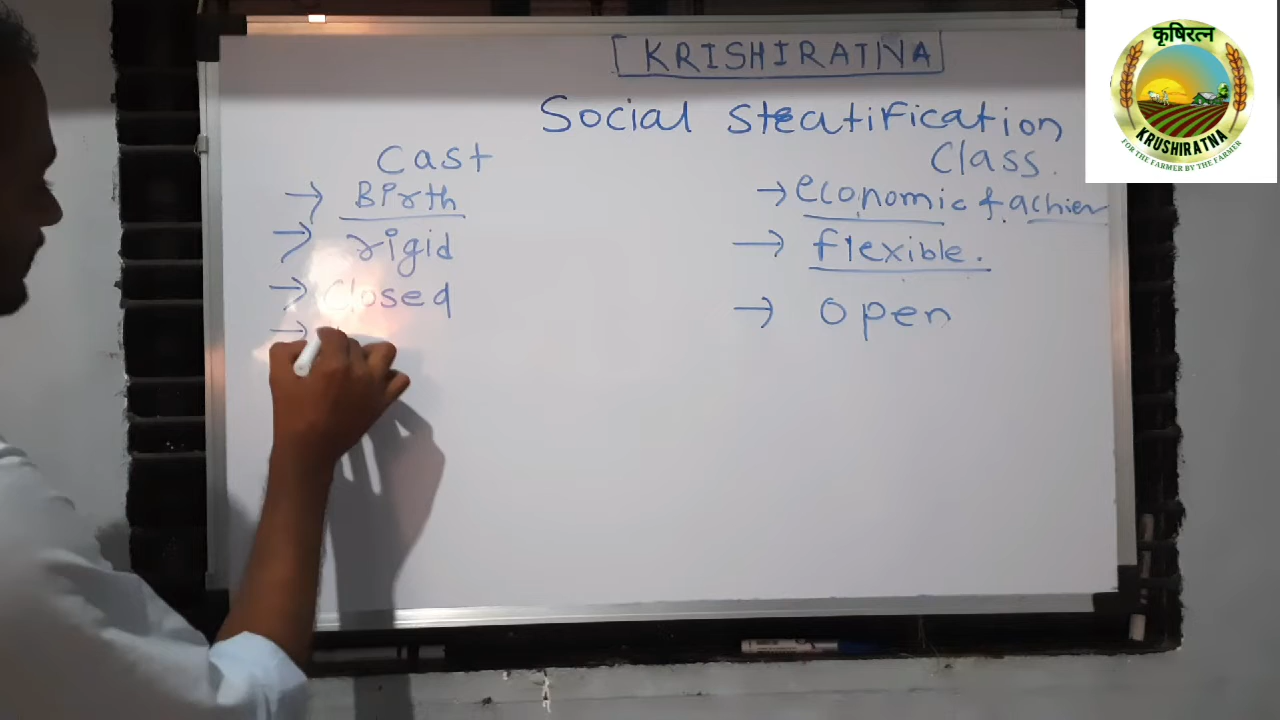 KRISHIRATNA
Social Steatification
Cast
Class.
→ Birth
→ economic & achiev
→ rigid
→ flexible.
→ Closed
→ Open
→
कृषिरत्न
KRUSHIRATNA
FOR THE FARMER BY THE FARMER